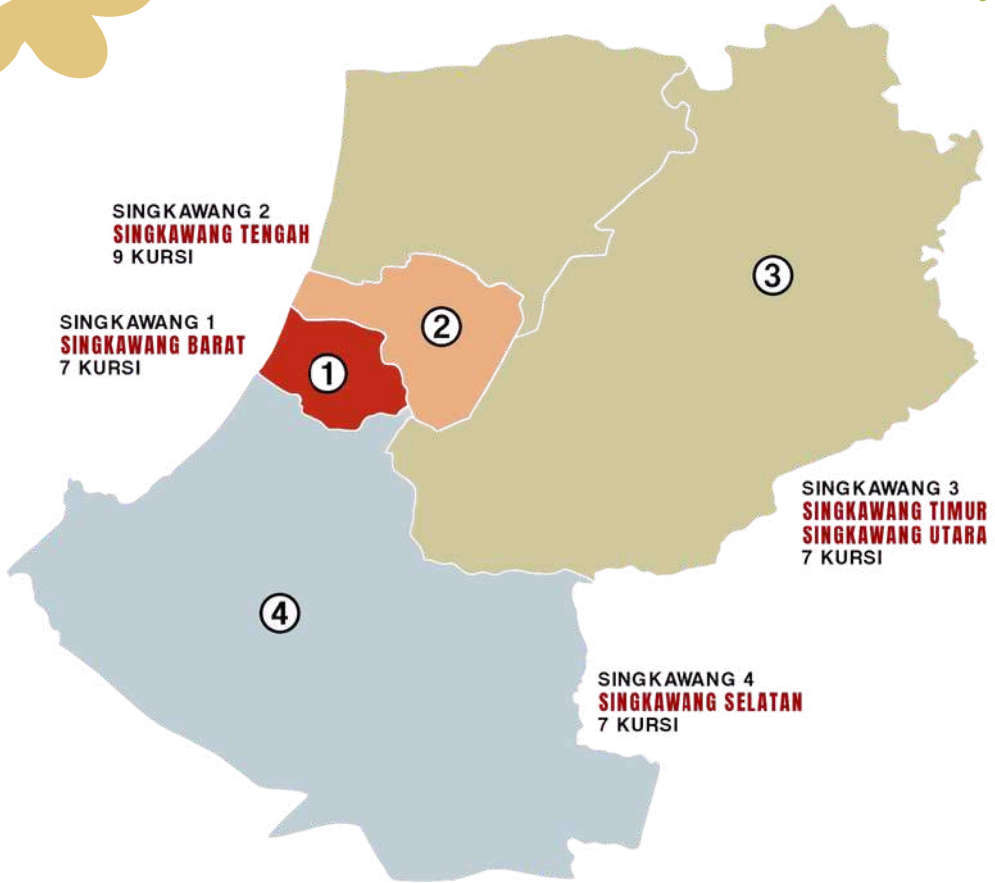 SINGKAWANG 2
SINGKAWANG TENGAH
9 KURSI
SINGKAWANG 1
SINGKAWANG BARAT
7 KURSI
1
2
3
SINGKAWANG 3
SINGKAWANG TIMUR
SINGKAWANG UTARA
7 KURSI
4
SINGKAWANG 4
SINGKAWANG SELATAN
7 KURSI